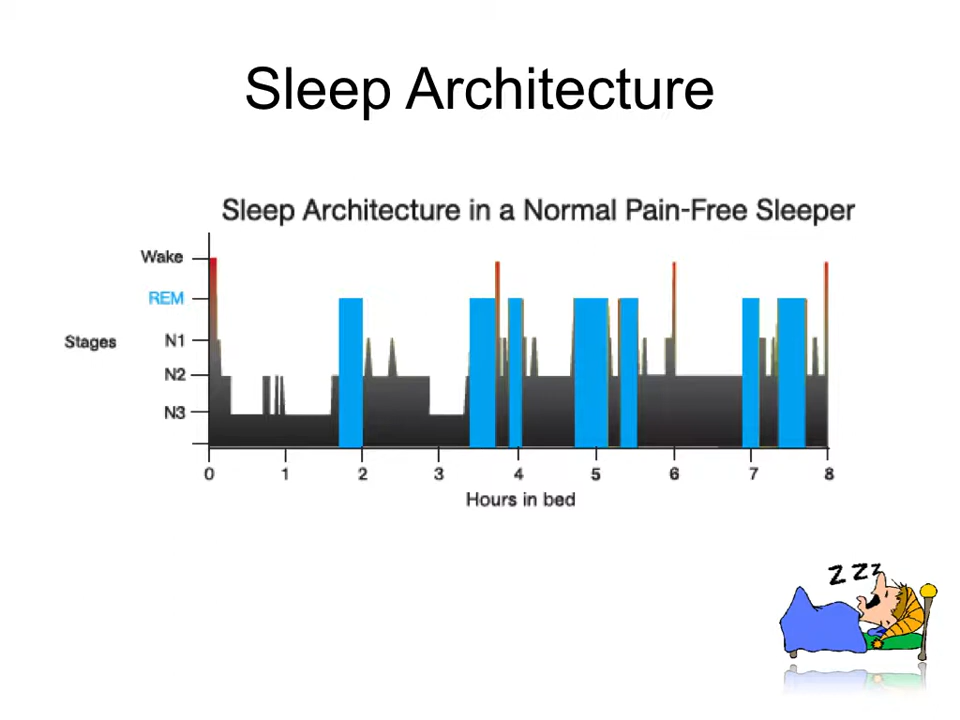 Sleep Architecture
Sleep Architecture in a Normal Pain-Free Sleeper
Wake
REM
Stages
N1
N2
N3
0 1 2 3 4 5 6 7 8
Hours in bed
z z z